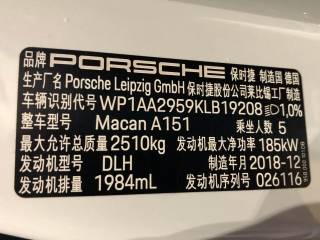 品牌 PORSCHE 保时捷 制造国 德国
生产厂名 Porsche Leipzig GmbH 保时捷股份公司莱比锡工厂制造
车辆识别代号 WP1AA2959KLB19208 1,0%
整车型号 Macan A151 乘坐人数 5
最大允许总质量 2510kg 发动机最大净功率 185kW
发动机型号 DLH 制造年月 2018-12
发动机排量 1984mL 发动机序列号 026116